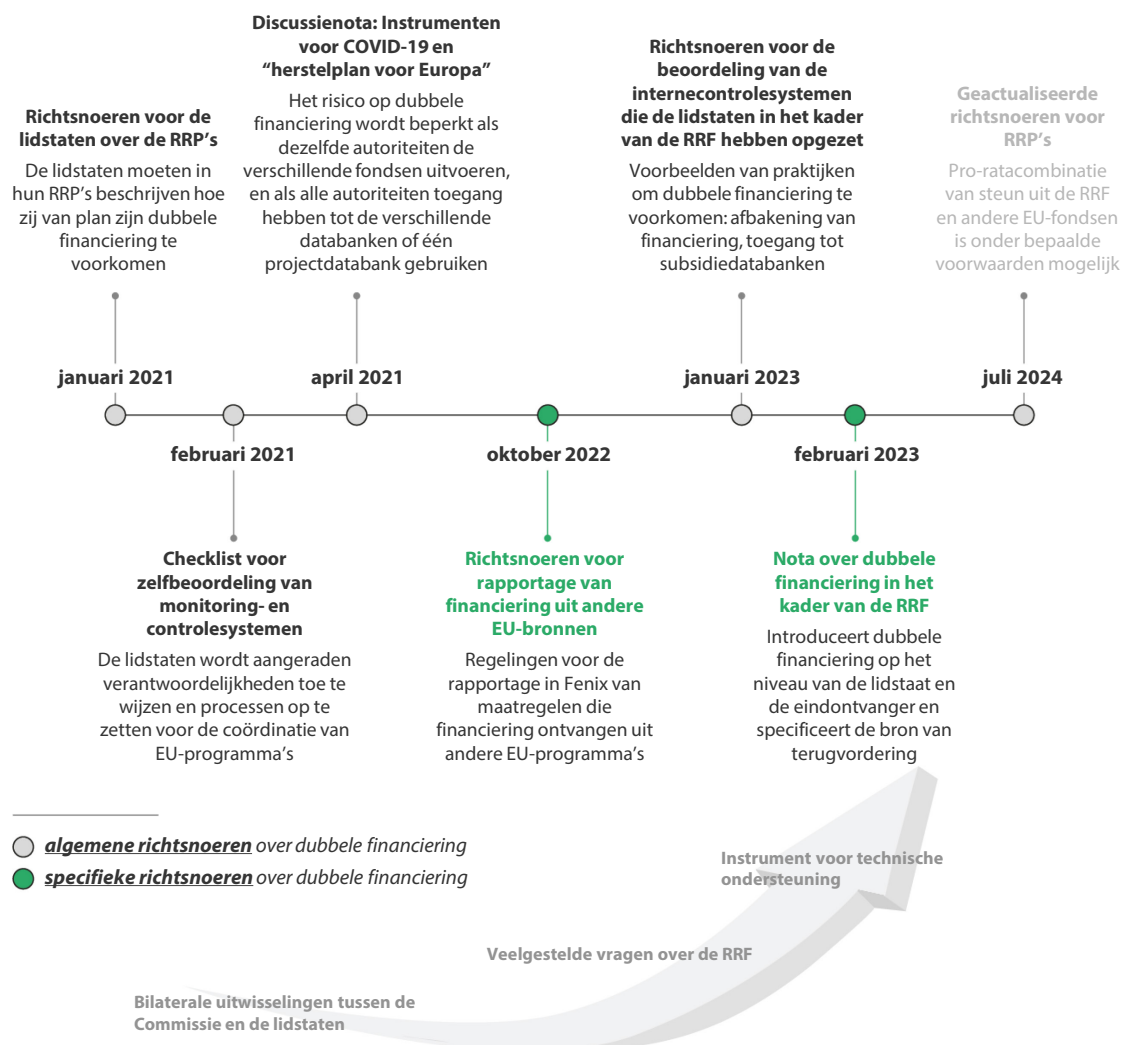 Richtsnoeren voor de
lidstaten over de RRP's
De lidstaten moeten in
hun RRP's beschrijven hoe
zij van plan zijn dubbele
financiering te
voorkomen
Discussienota: Instrumenten
voor COVID-19 en
“herstelplan voor Europa”
Het risico op dubbele
financiering wordt beperkt als
dezelfde autoriteiten de
verschillende fondsen uitvoeren,
en als alle autoriteiten toegang
hebben tot de verschillende
databanken of één
projectdatabank gebruiken
Richtsnoeren voor de
beoordeling van de
internecontrolesystemen
die de lidstaten in het kader
van de RRF hebben opgezet
Voorbeelden van praktijken
om dubbele financiering te
voorkomen: afbakening van
financiering, toegang tot
subsidiedatabanken
Geactualiseerde
richtsnoeren voor
RRP's
Pro-ratacombinatie
van steun uit de RRF
en andere EU-fondsen
is onder bepaalde
voorwaarden mogelijk
januari 2021
april 2021
januari 2023
juli 2024
februari 2021
oktober 2022
februari 2023
Checklist voor
zelfbeoordeling van
monitoring- en
controlesystemen
De lidstaten wordt aangeraden
verantwoordelijkheden toe te
wijzen en processen op te
zetten voor de coördinatie van
EU-programma's
Richtsnoeren voor
rapportage van
financiering uit andere
EU-bronnen
Regelingen voor de
rapportage in Fenix van
maatregelen die
financiering ontvangen uit
andere EU-programma's
Nota over dubbele
financiering in het
kader van de RRF
Introduceert dubbele
financiering op het
niveau van de lidstaat en
de eindontvanger en
specificeert de bron van
terugvordering
algemene richtsnoeren over dubbele financiering
specifieke richtsnoeren over dubbele financiering
Instrument voor technische
ondersteuning
Veelgestelde vragen over de RRF
Bilaterale uitwisselingen tussen de
Commissie en de lidstaten